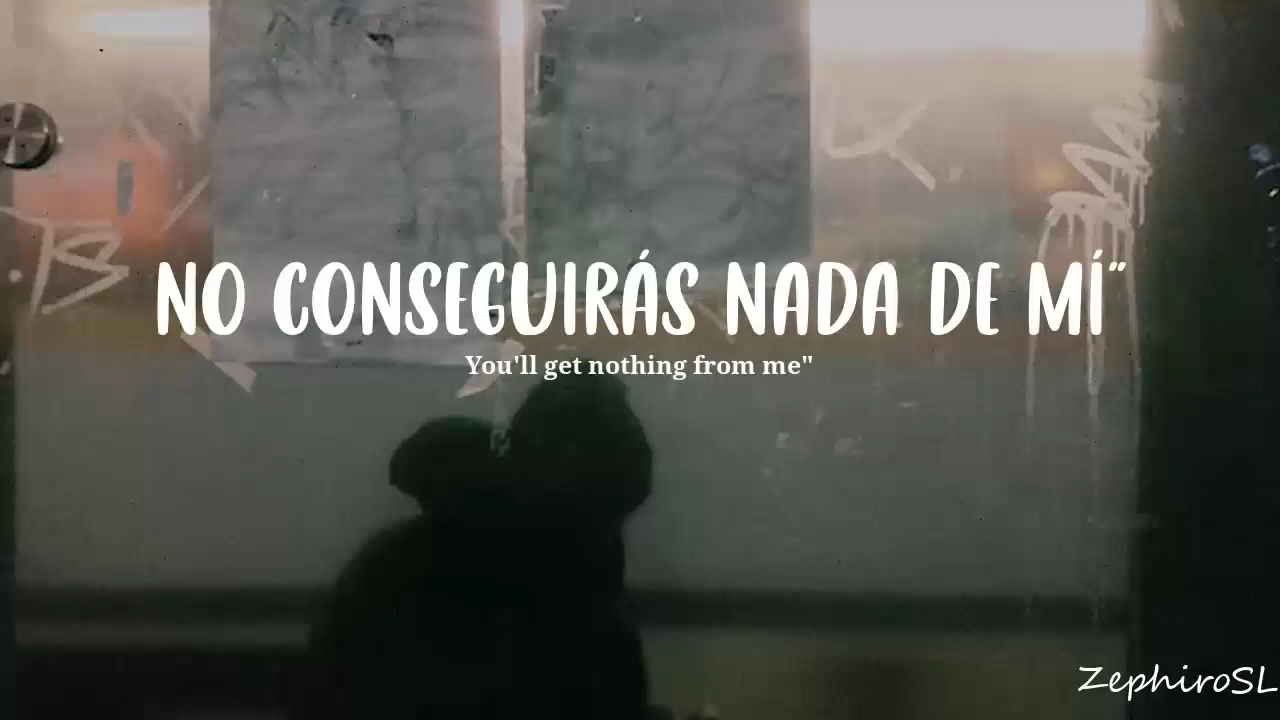 NO CONSEGUIRÁS NADA DE MÍ"
You'll get nothing from me"
ZephiroSL